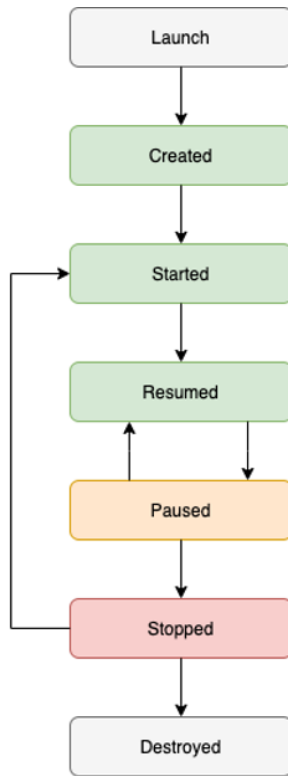 Launch
Created
Started
Resumed
Paused
Stopped
Destroyed